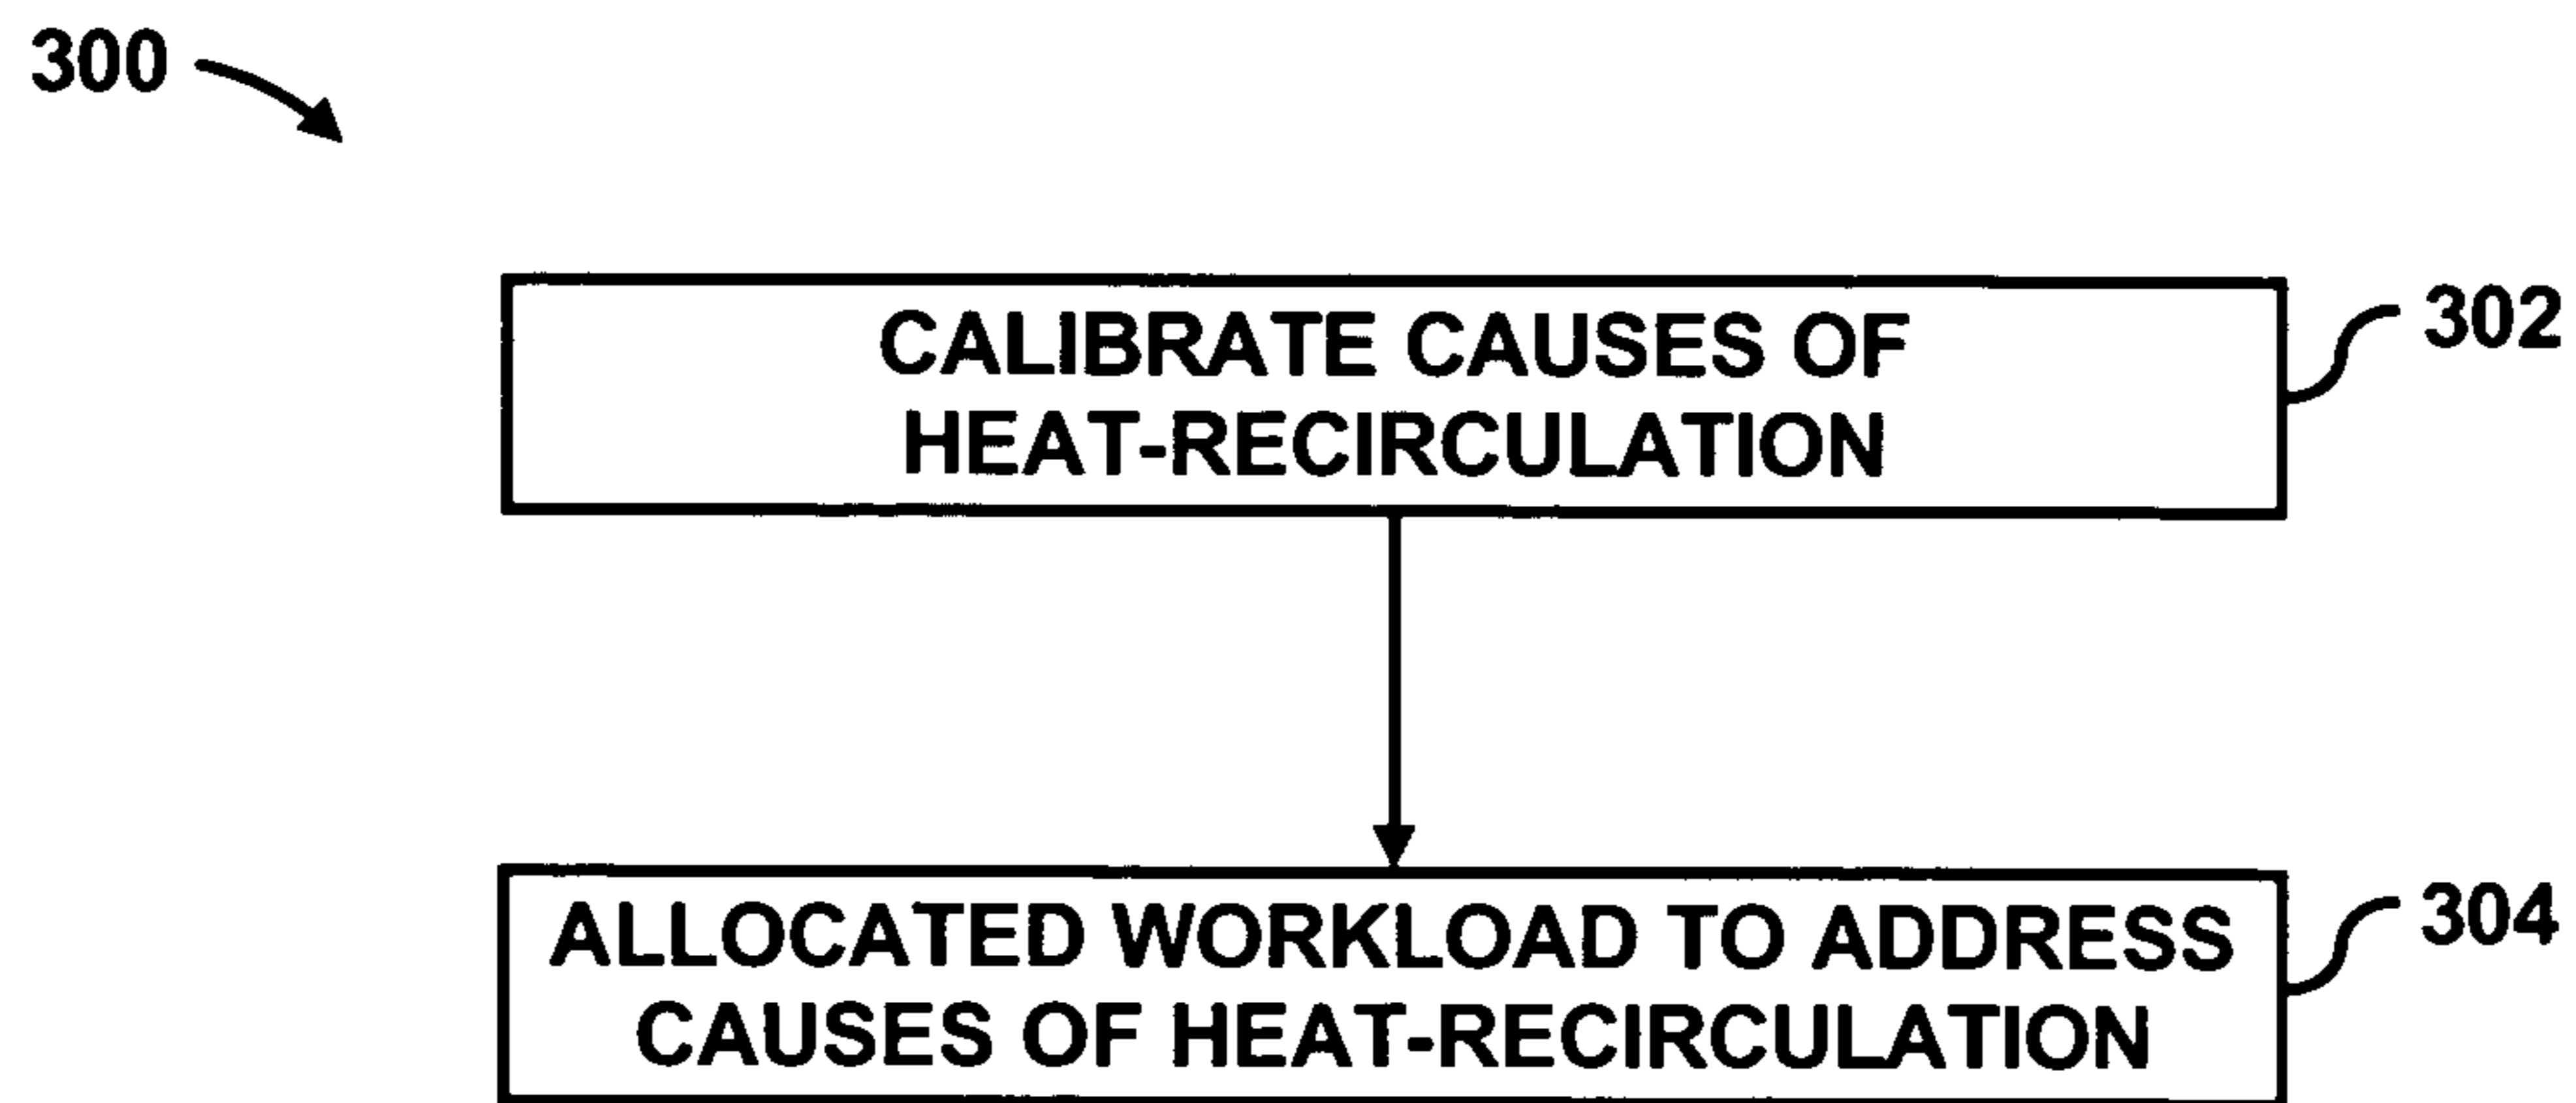 300
CALIBRATE CAUSES OF
HEAT-RECIRCULATION
302
ALLOCATED WORKLOAD TO ADDRESS
CAUSES OF HEAT-RECIRCULATION
304